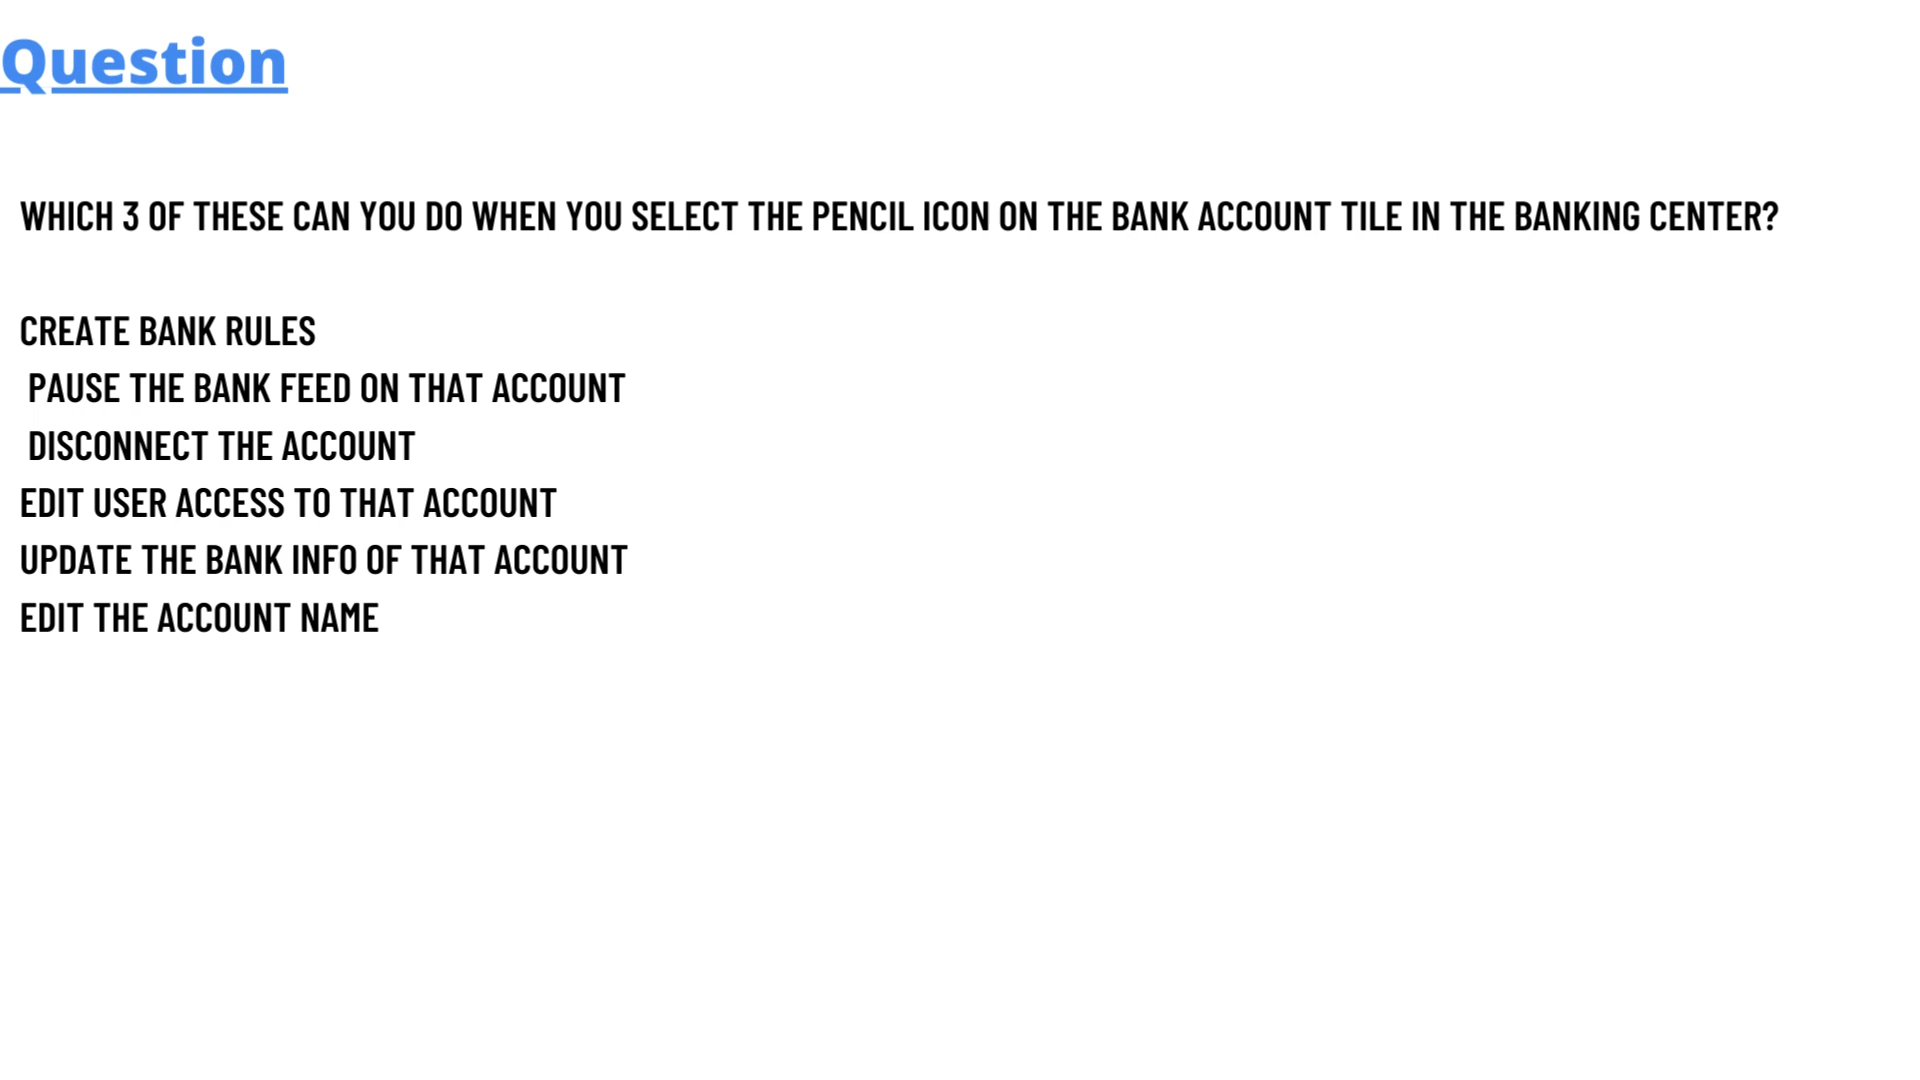 Question
WHICH 3 OF THESE CAN YOU DO WHEN YOU SELECT THE PENCIL ICON ON THE BANK ACCOUNT TILE IN THE BANKING CENTER?
CREATE BANK RULES
PAUSE THE BANK FEED ON THAT ACCOUNT
DISCONNECT THE ACCOUNT
EDIT USER ACCESS TO THAT ACCOUNT
UPDATE THE BANK INFO OF THAT ACCOUNT
EDIT THE ACCOUNT NAME